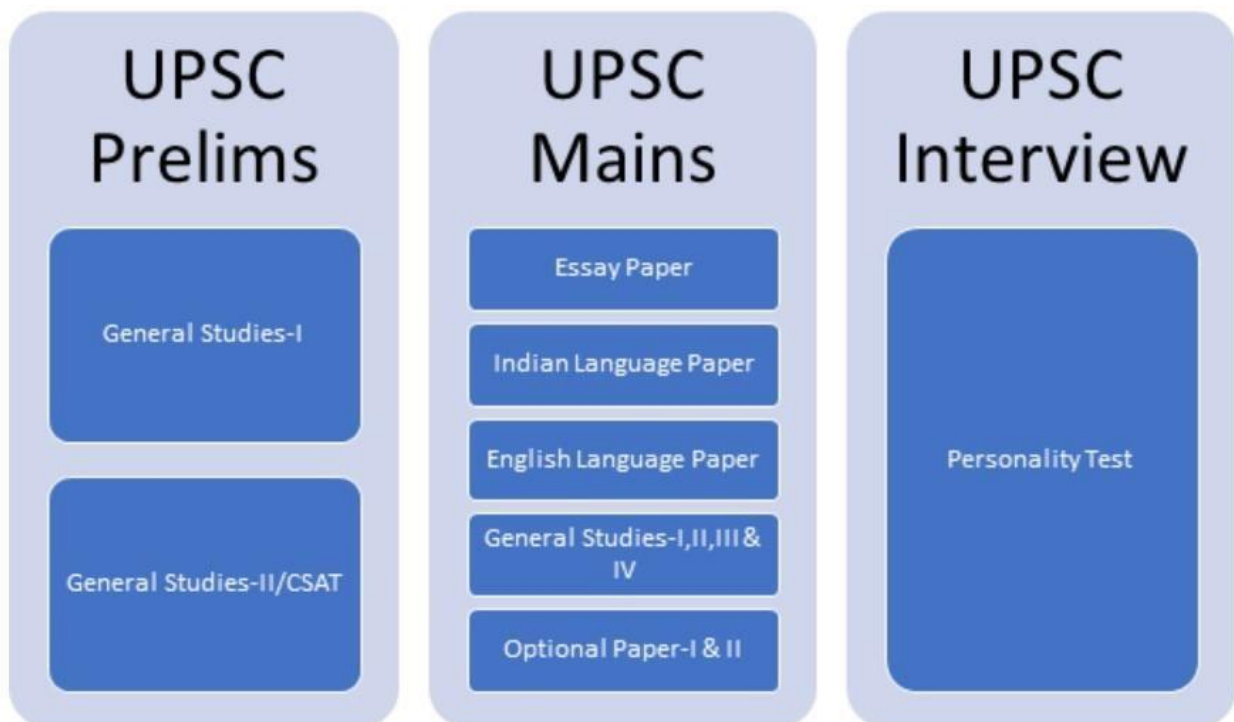 UPSC
Prelims
General Studies-I
General Studies-II/CSAT
UPSC
Mains
Essay Paper
Indian Language Paper
English Language Paper
General Studies-I,II,III &
IV
Optional Paper-I & II
UPSC
Interview
Personality Test